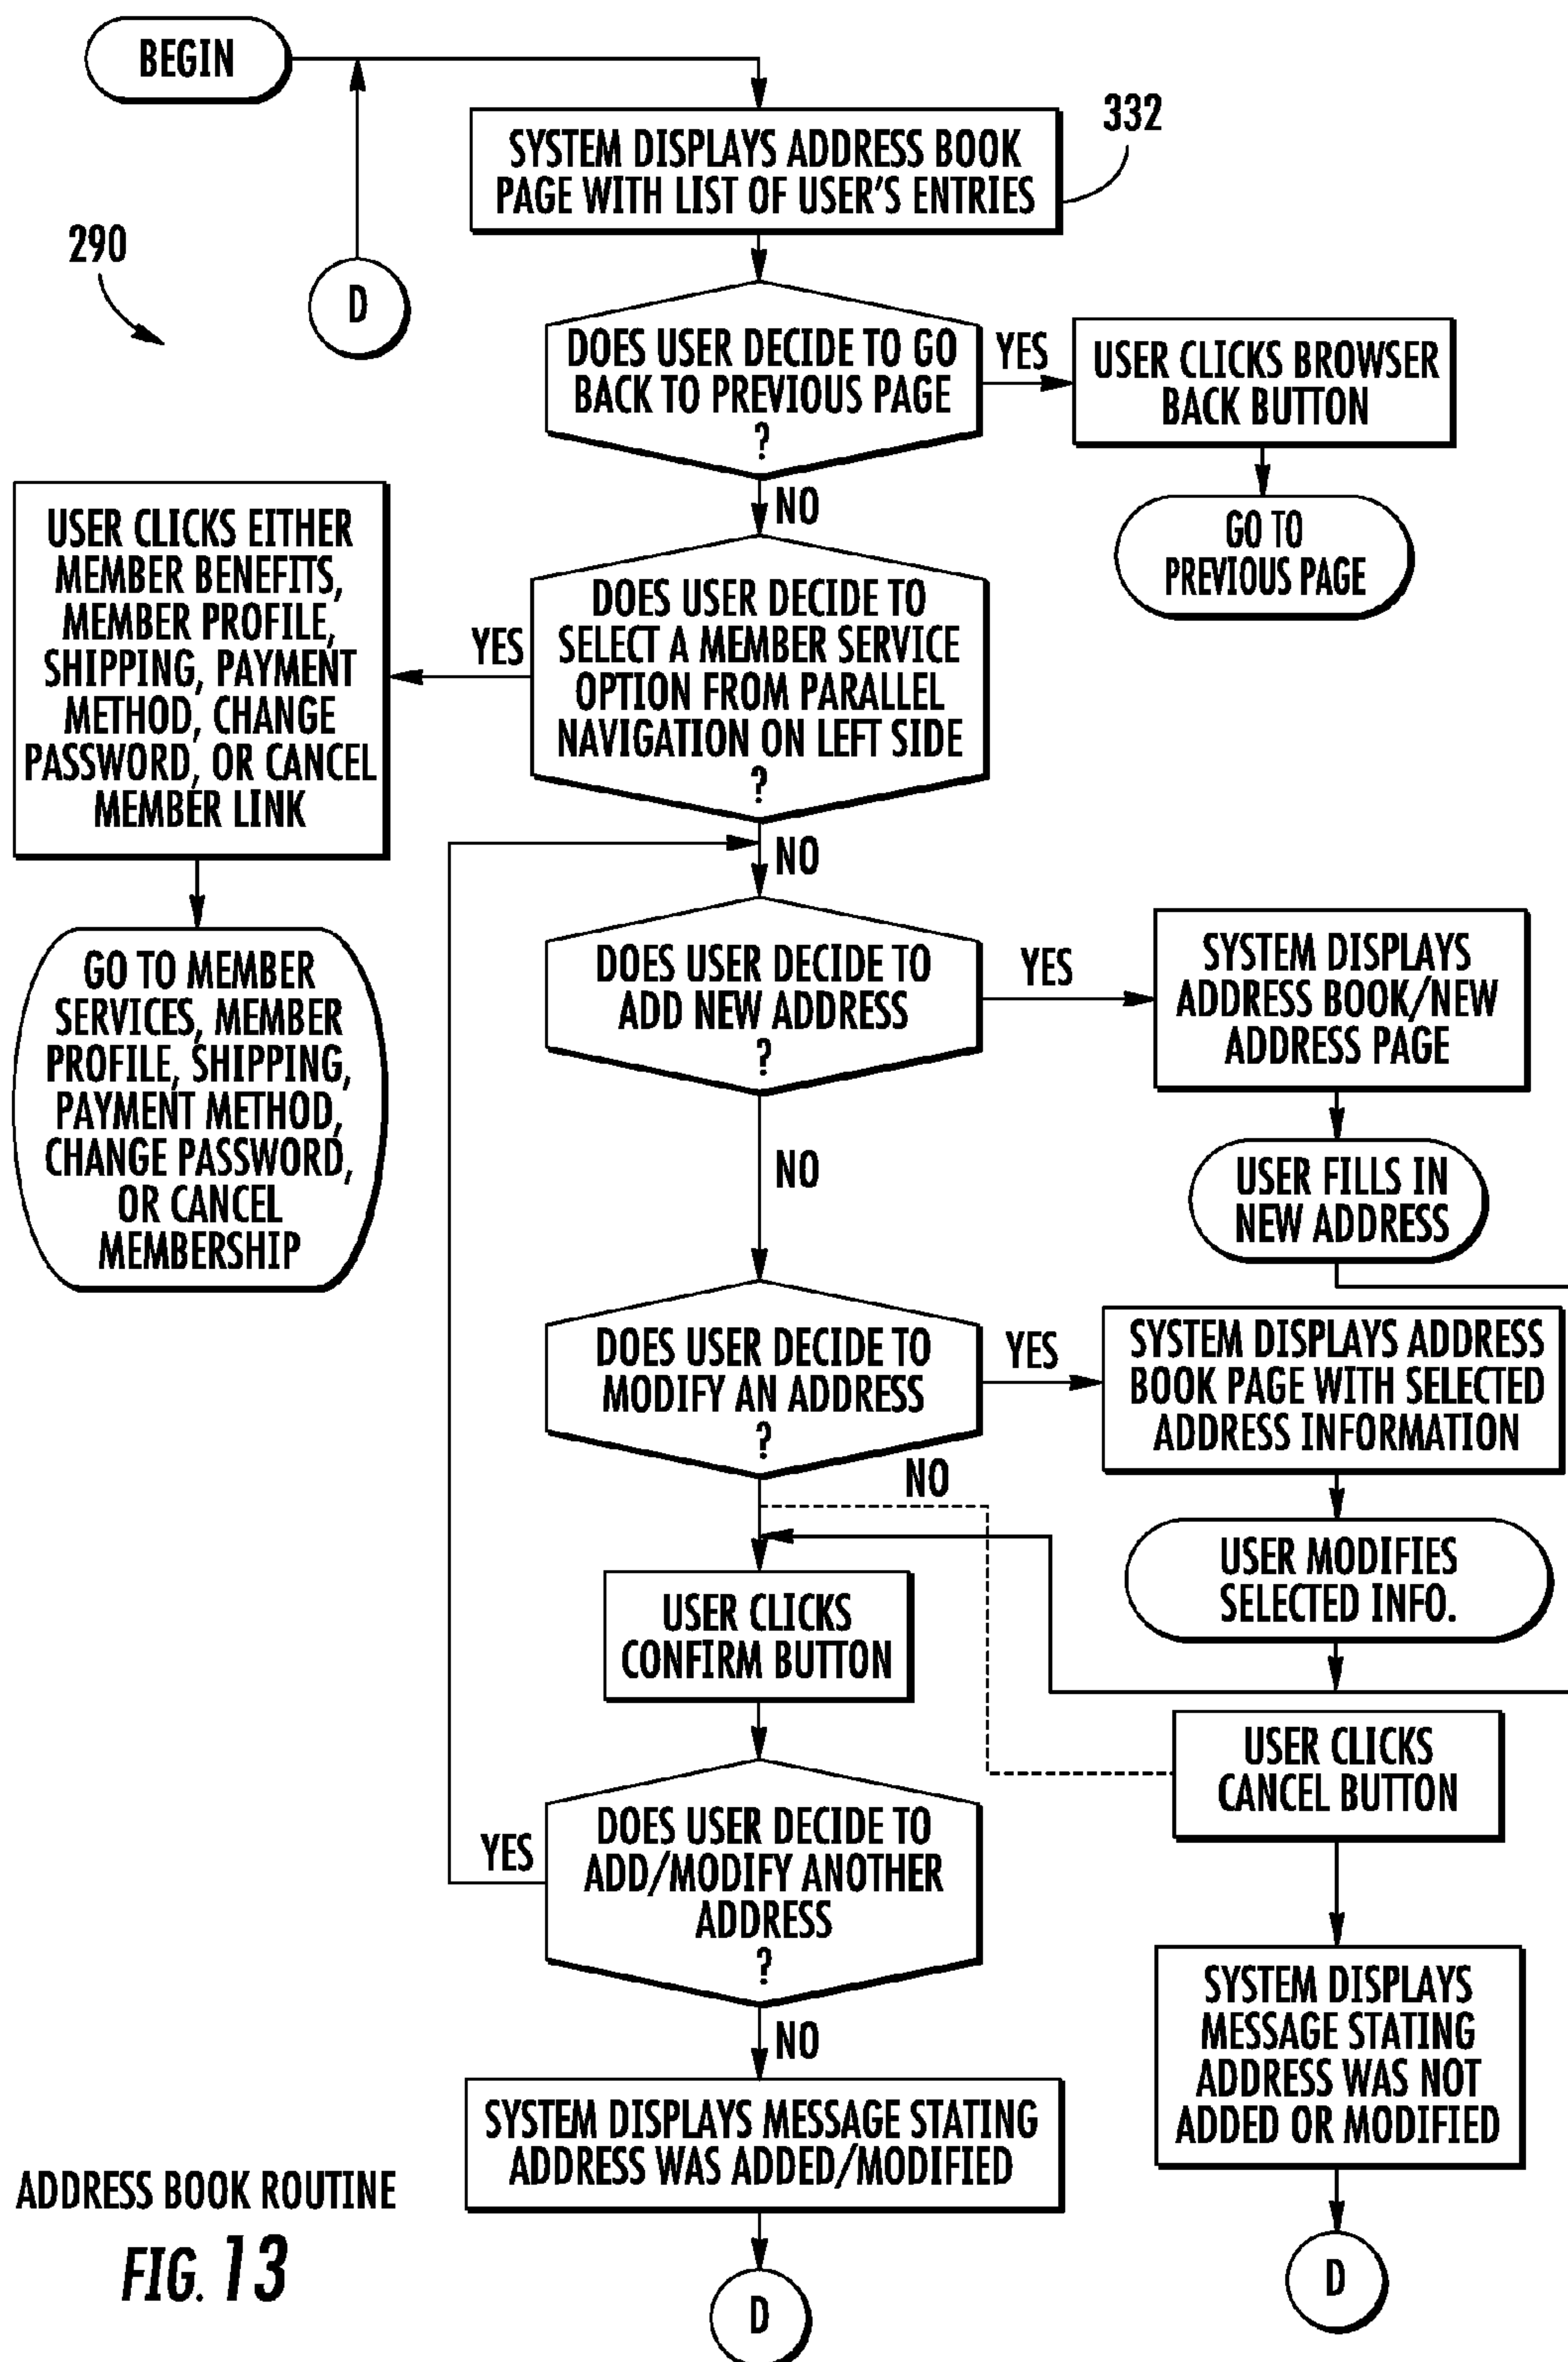 BEGIN
332
SYSTEM DISPLAYS ADDRESS BOOK
PAGE WITH LIST OF USER'S ENTRIES
290
D
DOES USER DECIDE TO GO
BACK TO PREVIOUS PAGE
?
YES
USER CLICKS BROWSER
BACK BUTTON
GO TO
PREVIOUS PAGE
NO
DOES USER DECIDE TO
SELECT A MEMBER SERVICE
OPTION FROM PARALLEL
NAVIGATION ON LEFT SIDE
?
YES
USER CLICKS EITHER
MEMBER BENEFITS,
MEMBER PROFILE,
SHIPPING, PAYMENT
METHOD, CHANGE
PASSWORD, OR CANCEL
MEMBER LINK
GO TO MEMBER
SERVICES, MEMBER
PROFILE, SHIPPING,
PAYMENT METHOD,
CHANGE PASSWORD,
OR CANCEL
MEMBERSHIP
NO
DOES USER DECIDE TO
ADD NEW ADDRESS
?
YES
SYSTEM DISPLAYS
ADDRESS BOOK/NEW
ADDRESS PAGE
USER FILLS IN
NEW ADDRESS
NO
DOES USER DECIDE TO
MODIFY AN ADDRESS
?
YES
SYSTEM DISPLAYS ADDRESS
BOOK PAGE WITH SELECTED
ADDRESS INFORMATION
USER MODIFIES
SELECTED INFO.
NO
USER CLICKS
CONFIRM BUTTON
USER CLICKS
CANCEL BUTTON
DOES USER DECIDE TO
ADD/MODIFY ANOTHER
ADDRESS
?
YES
NO
SYSTEM DISPLAYS MESSAGE STATING
ADDRESS WAS ADDED/MODIFIED
D
SYSTEM DISPLAYS
MESSAGE STATING
ADDRESS WAS NOT
ADDED OR MODIFIED
D
ADDRESS BOOK ROUTINE
FIG. 13